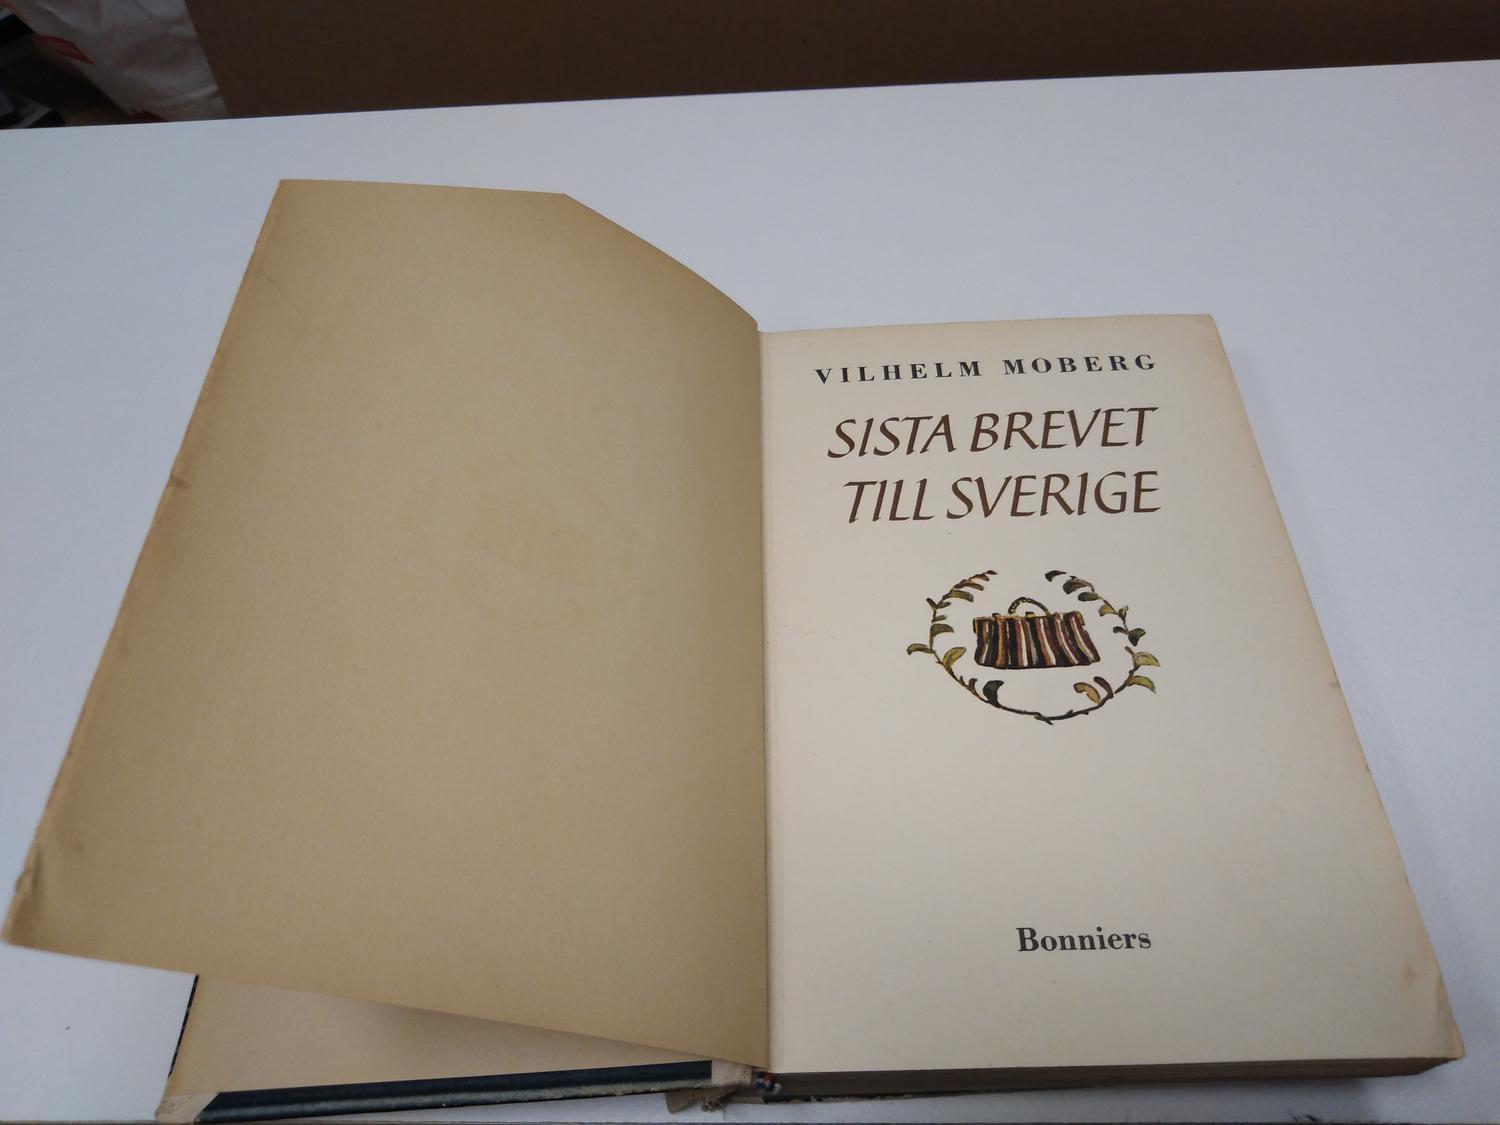 VILHELM MOBERG
SISTA BREVET
TILL SVERIGE
Bonniers